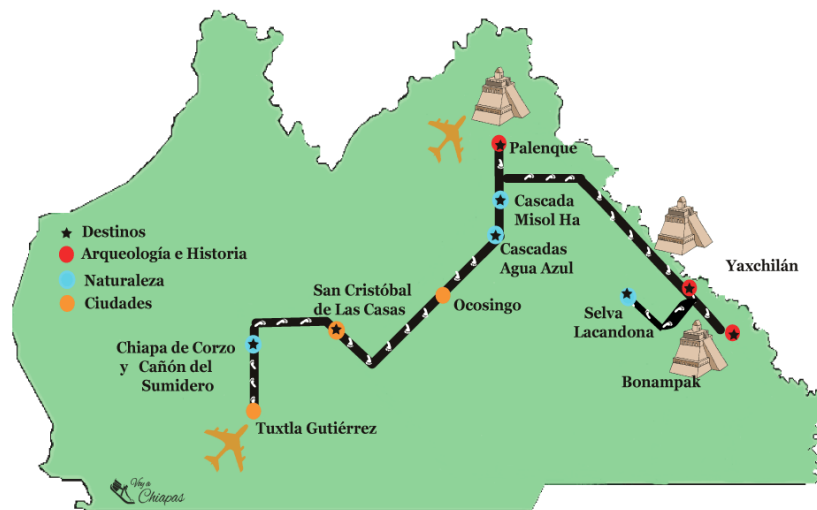 Palenque
Cascada
Misol Ha
Destinos
Arqueología e Historia
Naturaleza
Ciudades
Cascadas
Agua Azul
Yaxchilán
San Cristóbal
de Las Casas
Ocosingo
Selva
Lacandona
Chiapa de Corzo
y Cañón del
Sumidero
Bonampak
Tuxtla Gutiérrez
Voy a
Chiapas